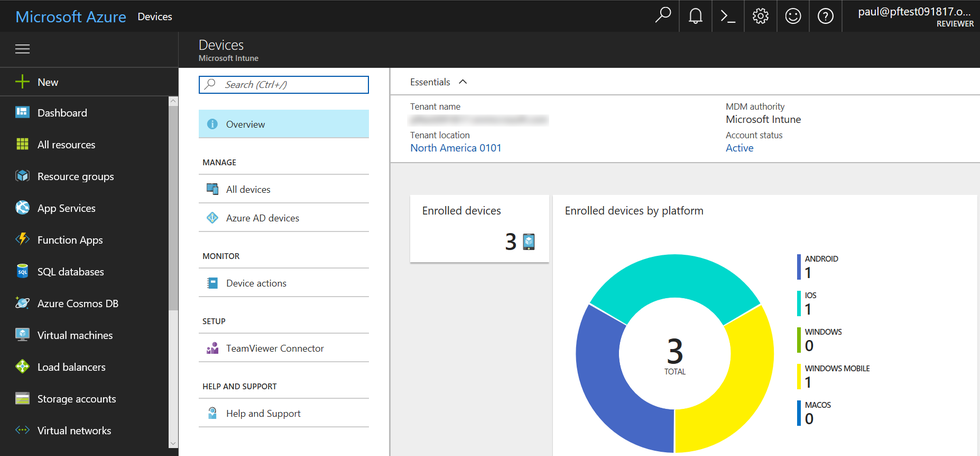 Microsoft Azure Devices
paul@pftest091817.o...
REVIEWER
New
Dashboard
All resources
Resource groups
App Services
Function Apps
SQL databases
Azure Cosmos DB
Virtual machines
Load balancers
Storage accounts
Virtual networks
Devices
Microsoft Intune
Search (Ctrl+/)
Overview
MANAGE
All devices
Azure AD devices
MONITOR
Device actions
SETUP
TeamViewer Connector
HELP AND SUPPORT
Help and Support
Essentials
Tenant name
Tenant location
North America 0101
MDM authority
Microsoft Intune
Account status
Active
Enrolled devices
3
Enrolled devices by platform
3
TOTAL
ANDROID
1
IOS
1
WINDOWS
0
WINDOWS MOBILE
1
MACOS
0